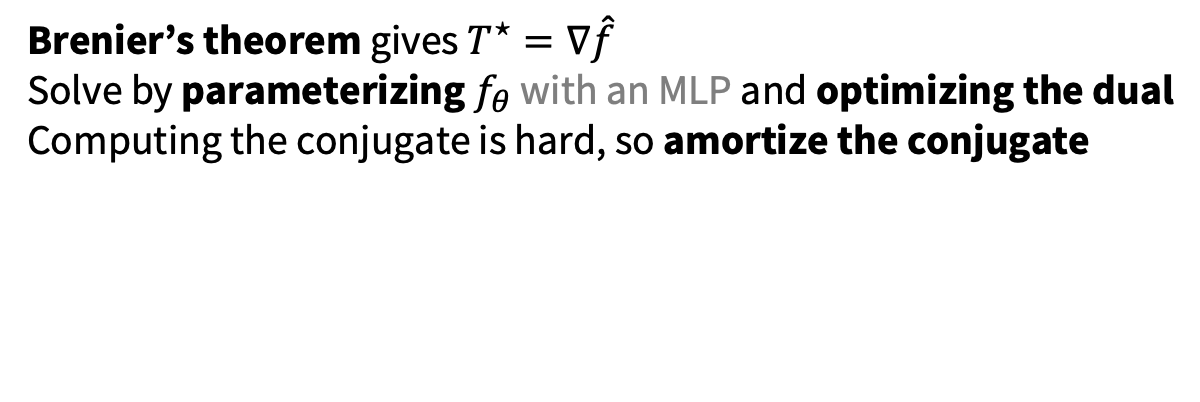 Brenier’s theorem gives T⋆ = ∇f̂
Solve by parameterizing fθ with an MLP and optimizing the dual
Computing the conjugate is hard, so amortize the conjugate